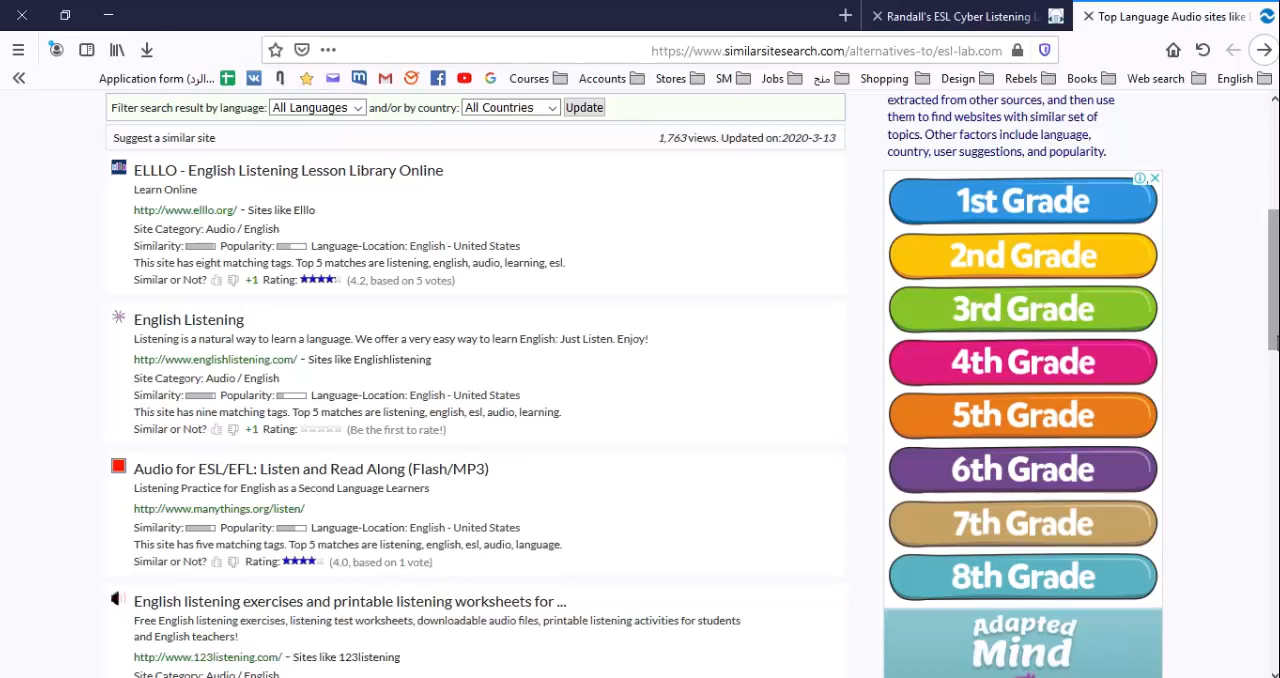 Randall's ESL Cyber Listening L
Top Language Audio sites like E
https://www.similarsitesearch.com/alternatives-to/esl-lab.com
Application form (الرد...
Courses
Accounts
Stores
SM
Jobs
منح
Shopping
Design
Rebels
Books
Web search
English
Filter search result by language: All Languages and/or by country: All Countries Update
Suggest a similar site 1,763 views. Updated on:2020-3-13
ELLLO - English Listening Lesson Library Online
Learn Online
http://www.elllo.org/ - Sites like Elllo
Site Category: Audio / English
Similarity: Popularity: Language-Location: English - United States
This site has eight matching tags. Top 5 matches are listening, english, audio, learning, esl.
Similar or Not? +1 Rating: (4.2, based on 5 votes)
English Listening
Listening is a natural way to learn a language. We offer a very easy way to learn English: Just Listen. Enjoy!
http://www.englishlistening.com/ - Sites like Englishlistening
Site Category: Audio / English
Similarity: Popularity: Language-Location: English - United States
This site has nine matching tags. Top 5 matches are listening, english, esl, audio, learning.
Similar or Not? +1 Rating: (Be the first to rate!)
Audio for ESL/EFL: Listen and Read Along (Flash/MP3)
Listening Practice for English as a Second Language Learners
http://www.manythings.org/listen/
Similarity: Popularity: Language-Location: English - United States
This site has five matching tags. Top 5 matches are listening, english, esl, audio, language.
Similar or Not? Rating: (4.0, based on 1 vote)
English listening exercises and printable listening worksheets for ...
Free English listening exercises, listening test worksheets, downloadable audio files, printable listening activities for students
and English teachers!
http://www.123listening.com/ - Sites like 123listening
Site Category: Audio / English
extracted from other sources, and then use
them to find websites with similar set of
topics. Other factors include language,
country, user suggestions, and popularity.
1st Grade
2nd Grade
3rd Grade
4th Grade
5th Grade
6th Grade
7th Grade
8th Grade
Adapted
Mind